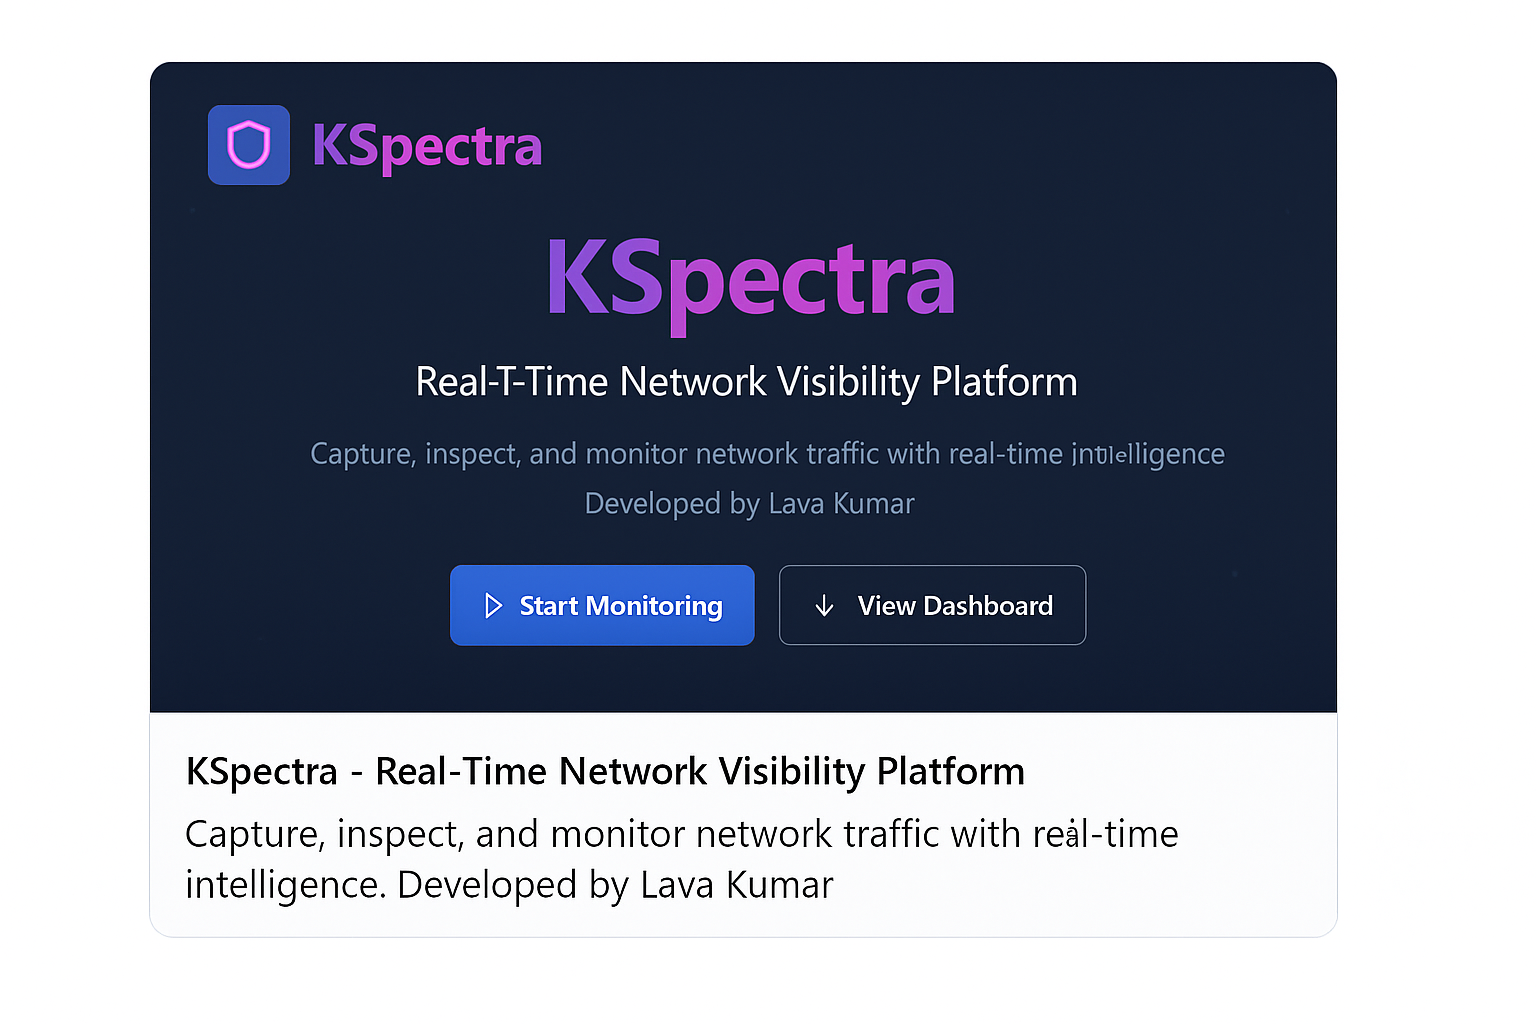 KSpectra
KSpectra
Real-T-Time Network Visibility Platform
Capture, inspect, and monitor network traffic with real-time
Developed by Lava Kumar
Start Monitoring
View Dashboard
KSpectra - Real-Time Network Visibility Platform
Capture, inspect, and monitor network traffic with real-time
intelligence. Developed by Lava Kumar